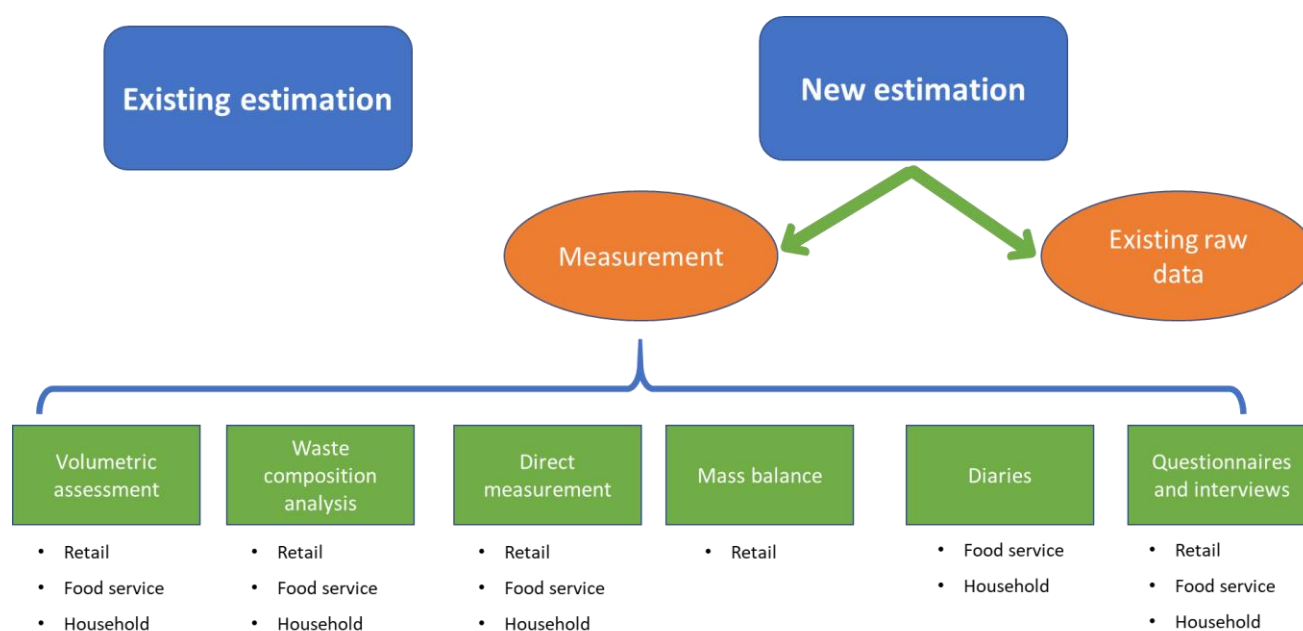 Existing estimation
New estimation
Measurement
Existing raw
data
Volumetric
assessment
Waste
composition
analysis
Direct
measurement
Mass balance
Diaries
Questionnaires
and interviews
• Retail
• Food service
• Household
• Retail
• Food service
• Household
• Retail
• Food service
• Household
• Retail
• Food service
• Household
• Retail
• Food service
• Household